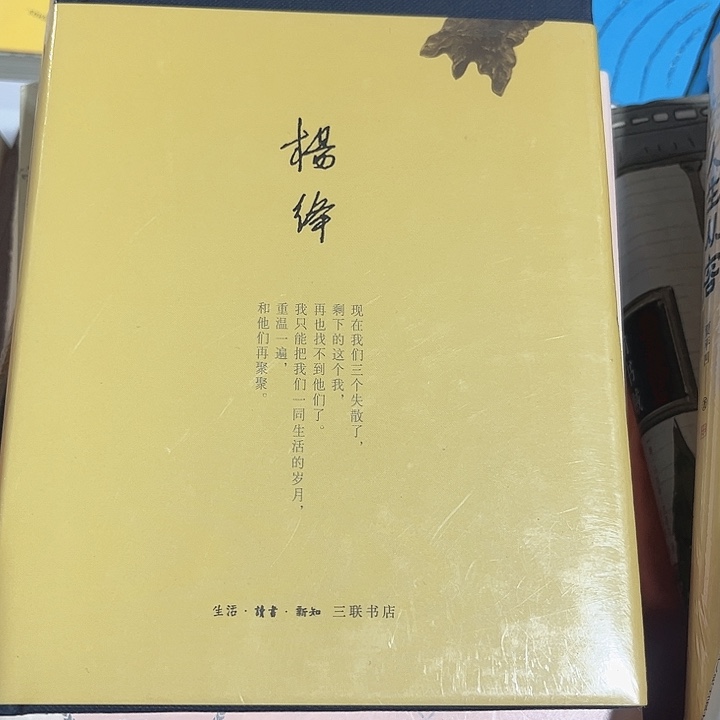 楊
绛
现在我们三个失散了，
剩下的这个我，
再也找不到他们了。
我只能把我们一同生活的岁月，
重温一遍，
和他们再聚聚。
生活·讀書·新知 三联书店